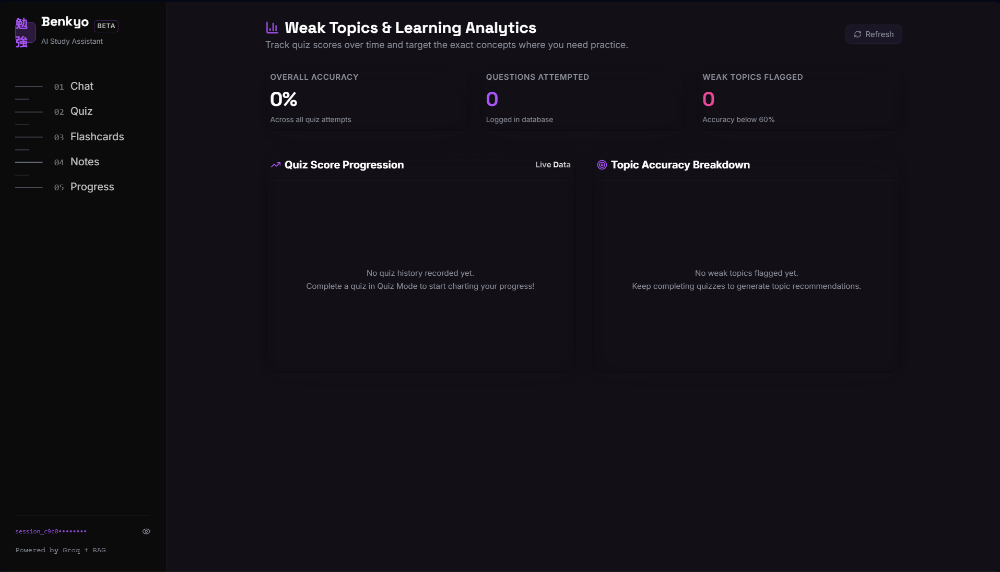 勉
強
Benkyo
BETA
AI Study Assistant
01 Chat
02 Quiz
03 Flashcards
04 Notes
05 Progress
session_c9c0••••••••
Powered by Groq + RAG
Weak Topics & Learning Analytics
Track quiz scores over time and target the exact concepts where you need practice.
Refresh
OVERALL ACCURACY
0%
Across all quiz attempts
QUESTIONS ATTEMPTED
0
Logged in database
WEAK TOPICS FLAGGED
0
Accuracy below 60%
Quiz Score Progression
Live Data
No quiz history recorded yet.
Complete a quiz in Quiz Mode to start charting your progress!
Topic Accuracy Breakdown
No weak topics flagged yet.
Keep completing quizzes to generate topic recommendations.